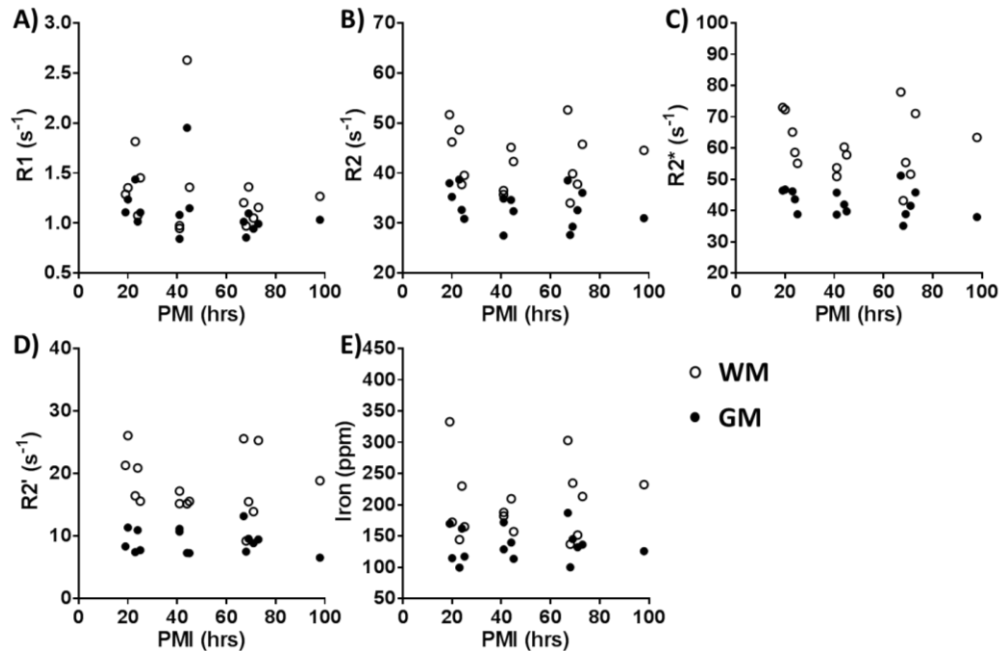 A)
R1 (s-1)
3.0
2.5
2.0
1.5
1.0
0.5
0 20 40 60 80 100
PMI (hrs)
B)
R2 (s-1)
70
60
50
40
30
20
0 20 40 60 80 100
PMI (hrs)
C)
R2* (s-1)
100
90
80
70
60
50
40
30
20
0 20 40 60 80 100
PMI (hrs)
D)
R2' (s-1)
40
30
20
10
0
0 20 40 60 80 100
PMI (hrs)
E)
Iron (ppm)
450
400
350
300
250
200
150
100
50
0 20 40 60 80 100
PMI (hrs)
WM
GM